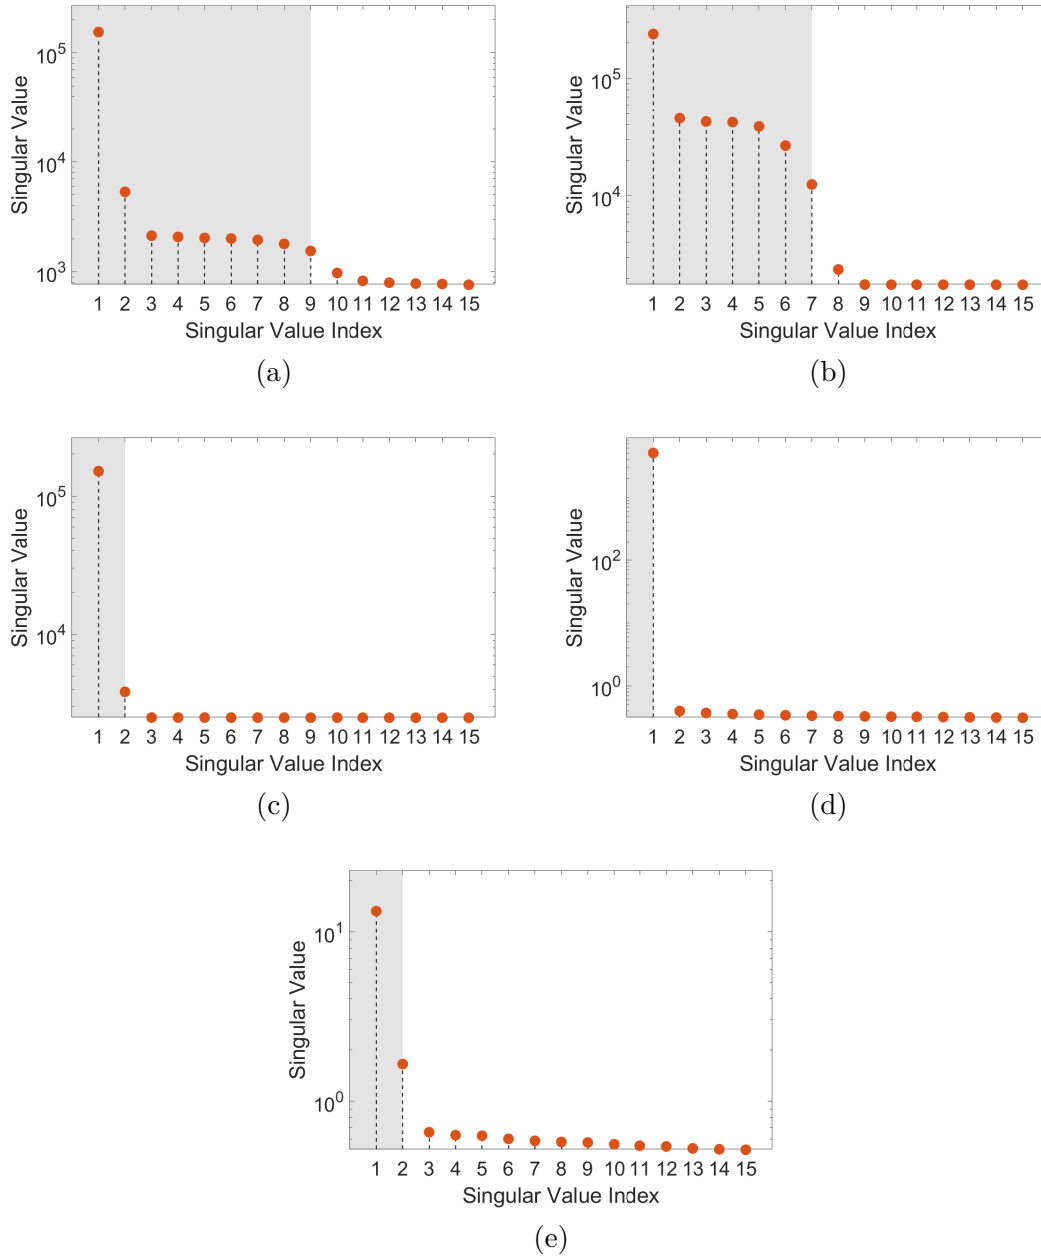 Singular Value
10^5
10^4
10^3
1 2 3 4 5 6 7 8 9 10 11 12 13 14 15
Singular Value Index
(a)
Singular Value
10^5
10^4
1 2 3 4 5 6 7 8 9 10 11 12 13 14 15
Singular Value Index
(b)
Singular Value
10^5
10^4
1 2 3 4 5 6 7 8 9 10 11 12 13 14 15
Singular Value Index
(c)
Singular Value
10^2
10^0
1 2 3 4 5 6 7 8 9 10 11 12 13 14 15
Singular Value Index
(d)
Singular Value
10^1
10^0
1 2 3 4 5 6 7 8 9 10 11 12 13 14 15
Singular Value Index
(e)